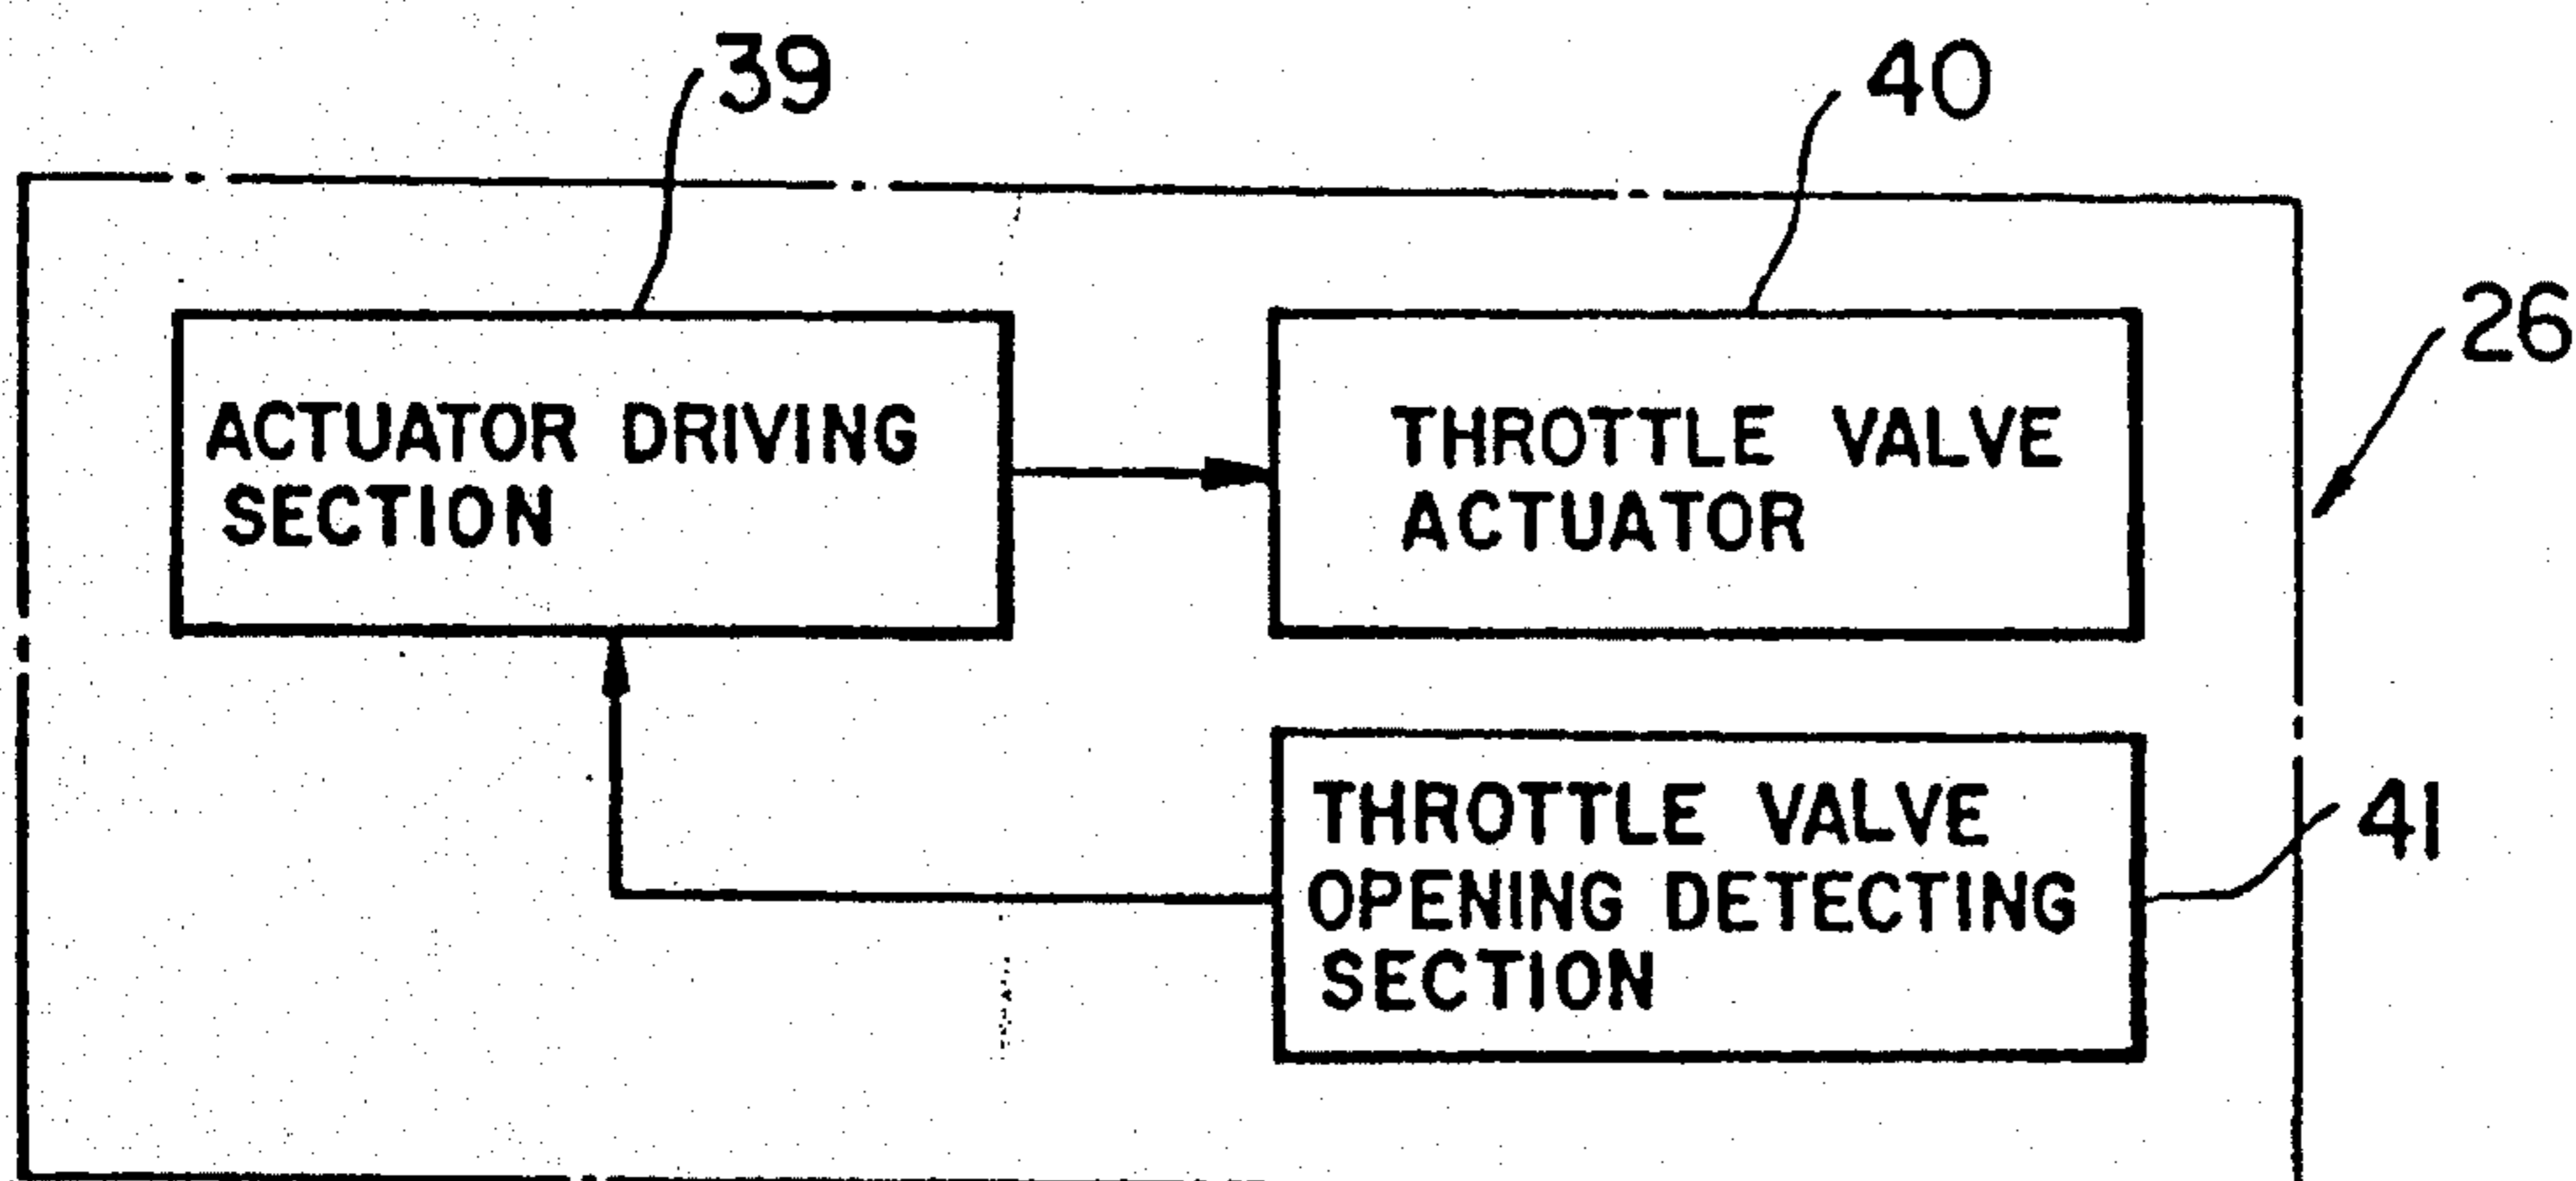 39
40
26
ACTUATOR DRIVING
SECTION
THROTTLE VALVE
ACTUATOR
THROTTLE VALVE
OPENING DETECTING
SECTION
41